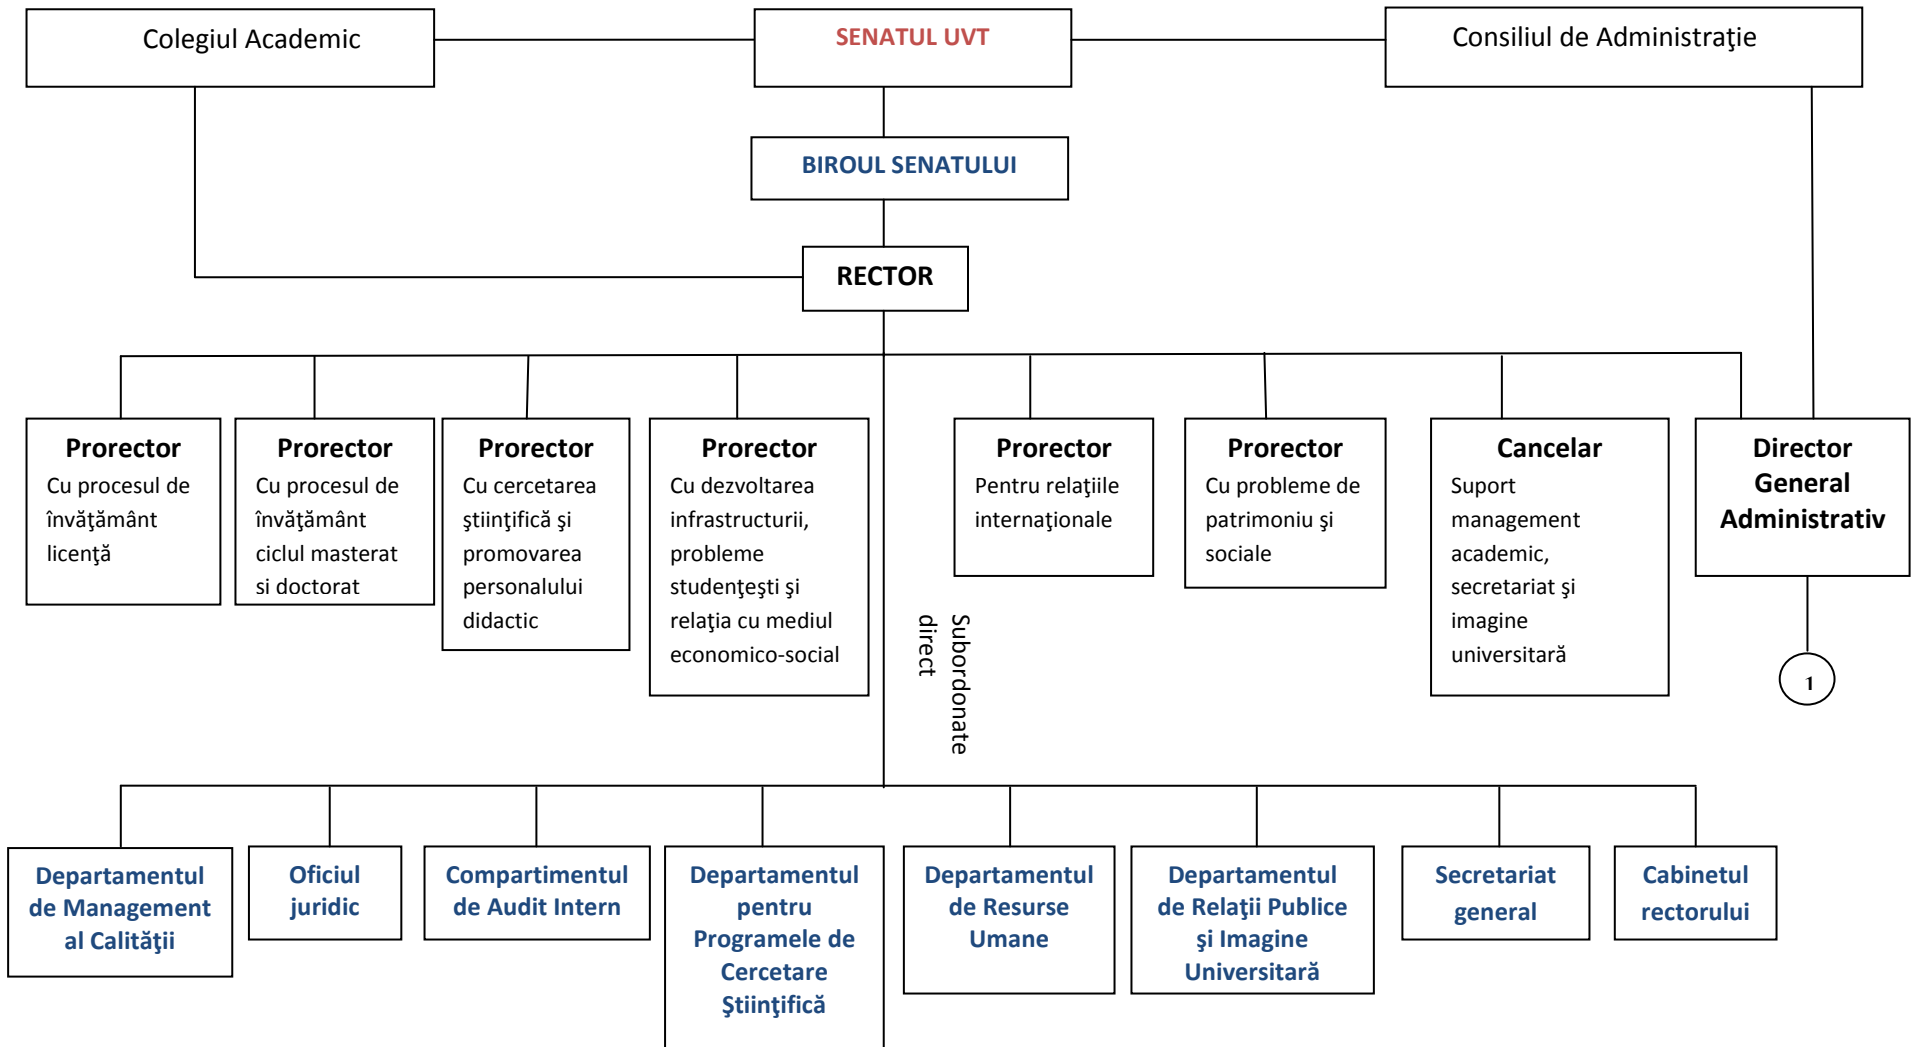 Colegiul Academic
SENATUL UVT
Consiliul de Administraţie
BIROUL SENATULUI
RECTOR
Prorector
Cu procesul de
învăţământ
licenţă
Prorector
Cu procesul de
învăţământ
ciclul masterat
si doctorat
Prorector
Cu cercetarea
ştiinţifică şi
promovarea
personalului
didactic
Prorector
Cu dezvoltarea
infrastructurii,
probleme
studenţeşti şi
relaţia cu mediul
economico-social
Prorector
Pentru relaţiile
internaţionale
Prorector
Cu probleme de
patrimoniu şi
sociale
Cancelar
Suport
management
academic,
secretariat şi
imagine
universitară
Director
General
Administrativ
1
Subordonate
direct
Departamentul
de Management
al Calităţii
Oficiul
juridic
Compartimentul
de Audit Intern
Departamentul
pentru
Programele de
Cercetare
Ştiinţifică
Departamentul
de Resurse
Umane
Departamentul
de Relaţii Publice
şi Imagine
Universitară
Secretariat
general
Cabinetul
rectorului